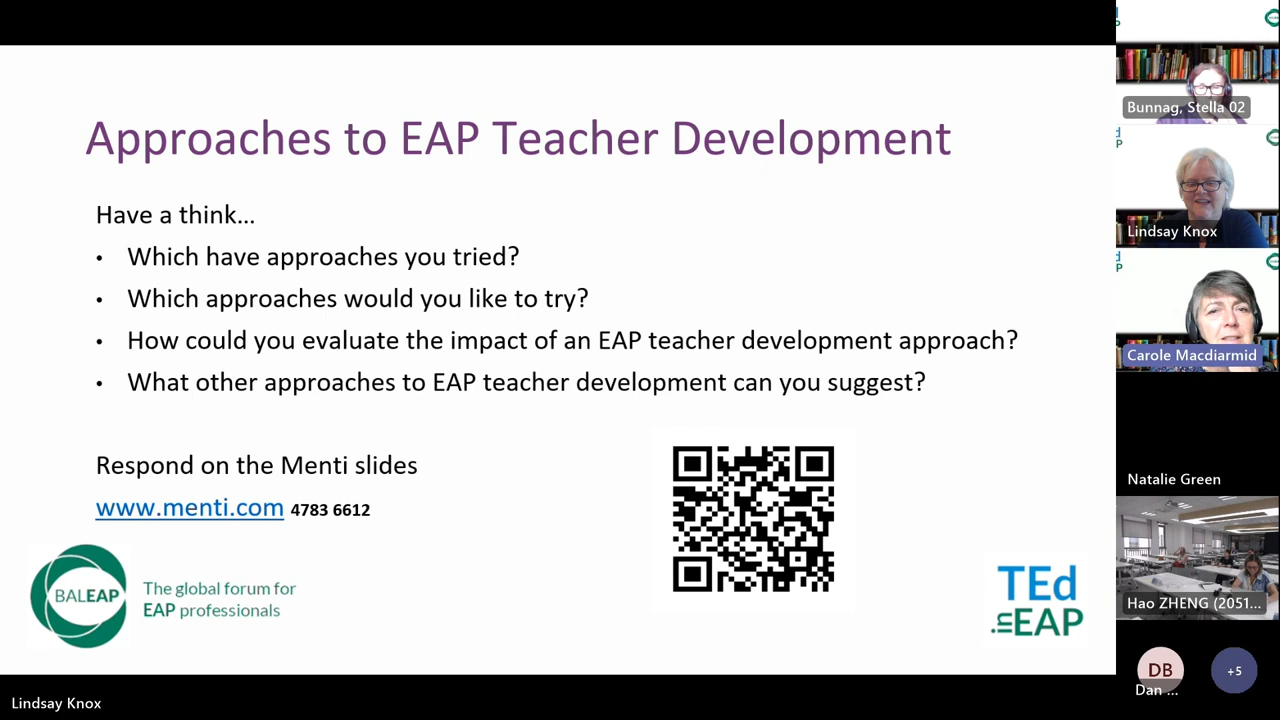 Approaches to EAP Teacher Development
Have a think...
• Which have approaches you tried?
• Which approaches would you like to try?
• How could you evaluate the impact of an EAP teacher development approach?
• What other approaches to EAP teacher development can you suggest?
Respond on the Menti slides
www.menti.com 4783 6612
BALEAP
The global forum for
EAP professionals
TEd
in EAP
Lindsay Knox
Bunnag, Stella 02
Lindsay Knox
Carole Macdiarmid
Natalie Green
Hao ZHENG (2051...
DB
Dan ...
+5